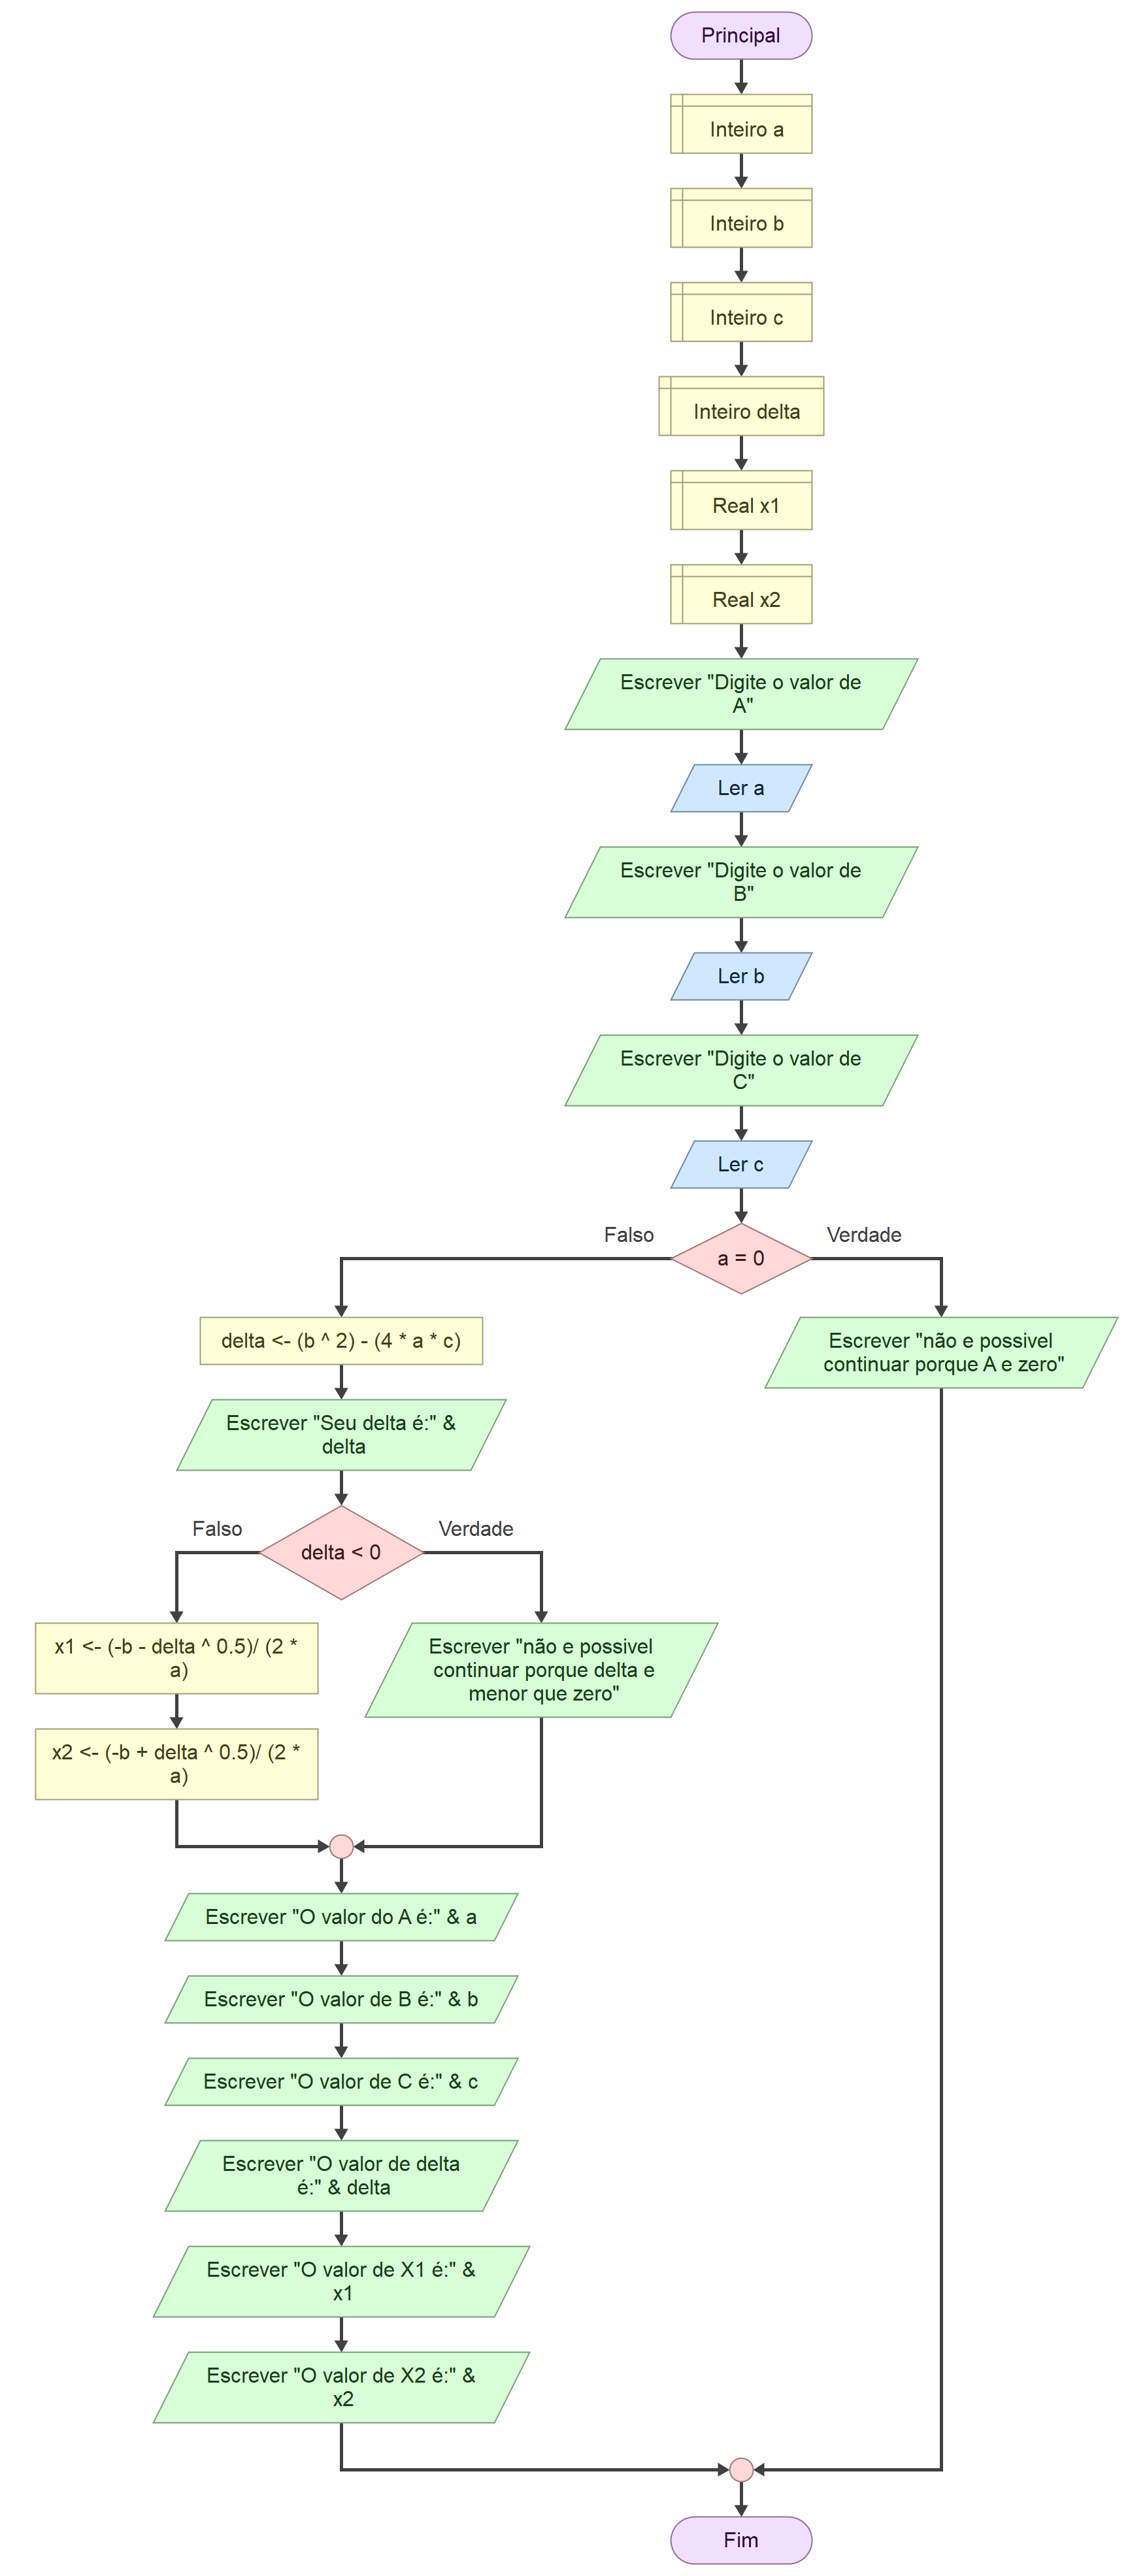 Principal
Inteiro a
Inteiro b
Inteiro c
Inteiro delta
Real x1
Real x2
Escrever "Digite o valor de
A"
Ler a
Escrever "Digite o valor de
B"
Ler b
Escrever "Digite o valor de
C"
Ler c
Falso
a = 0
Verdade
delta <- (b ^ 2) - (4 * a * c)
Escrever "não e possivel
continuar porque A e zero"
Escrever "Seu delta é:" &
delta
Falso
delta < 0
Verdade
x1 <- (-b - delta ^ 0.5)/ (2 *
a)
Escrever "não e possivel
continuar porque delta e
menor que zero"
x2 <- (-b + delta ^ 0.5)/ (2 *
a)
Escrever "O valor do A é:" & a
Escrever "O valor de B é:" & b
Escrever "O valor de C é:" & c
Escrever "O valor de delta
é:" & delta
Escrever "O valor de X1 é:" &
x1
Escrever "O valor de X2 é:" &
x2
Fim